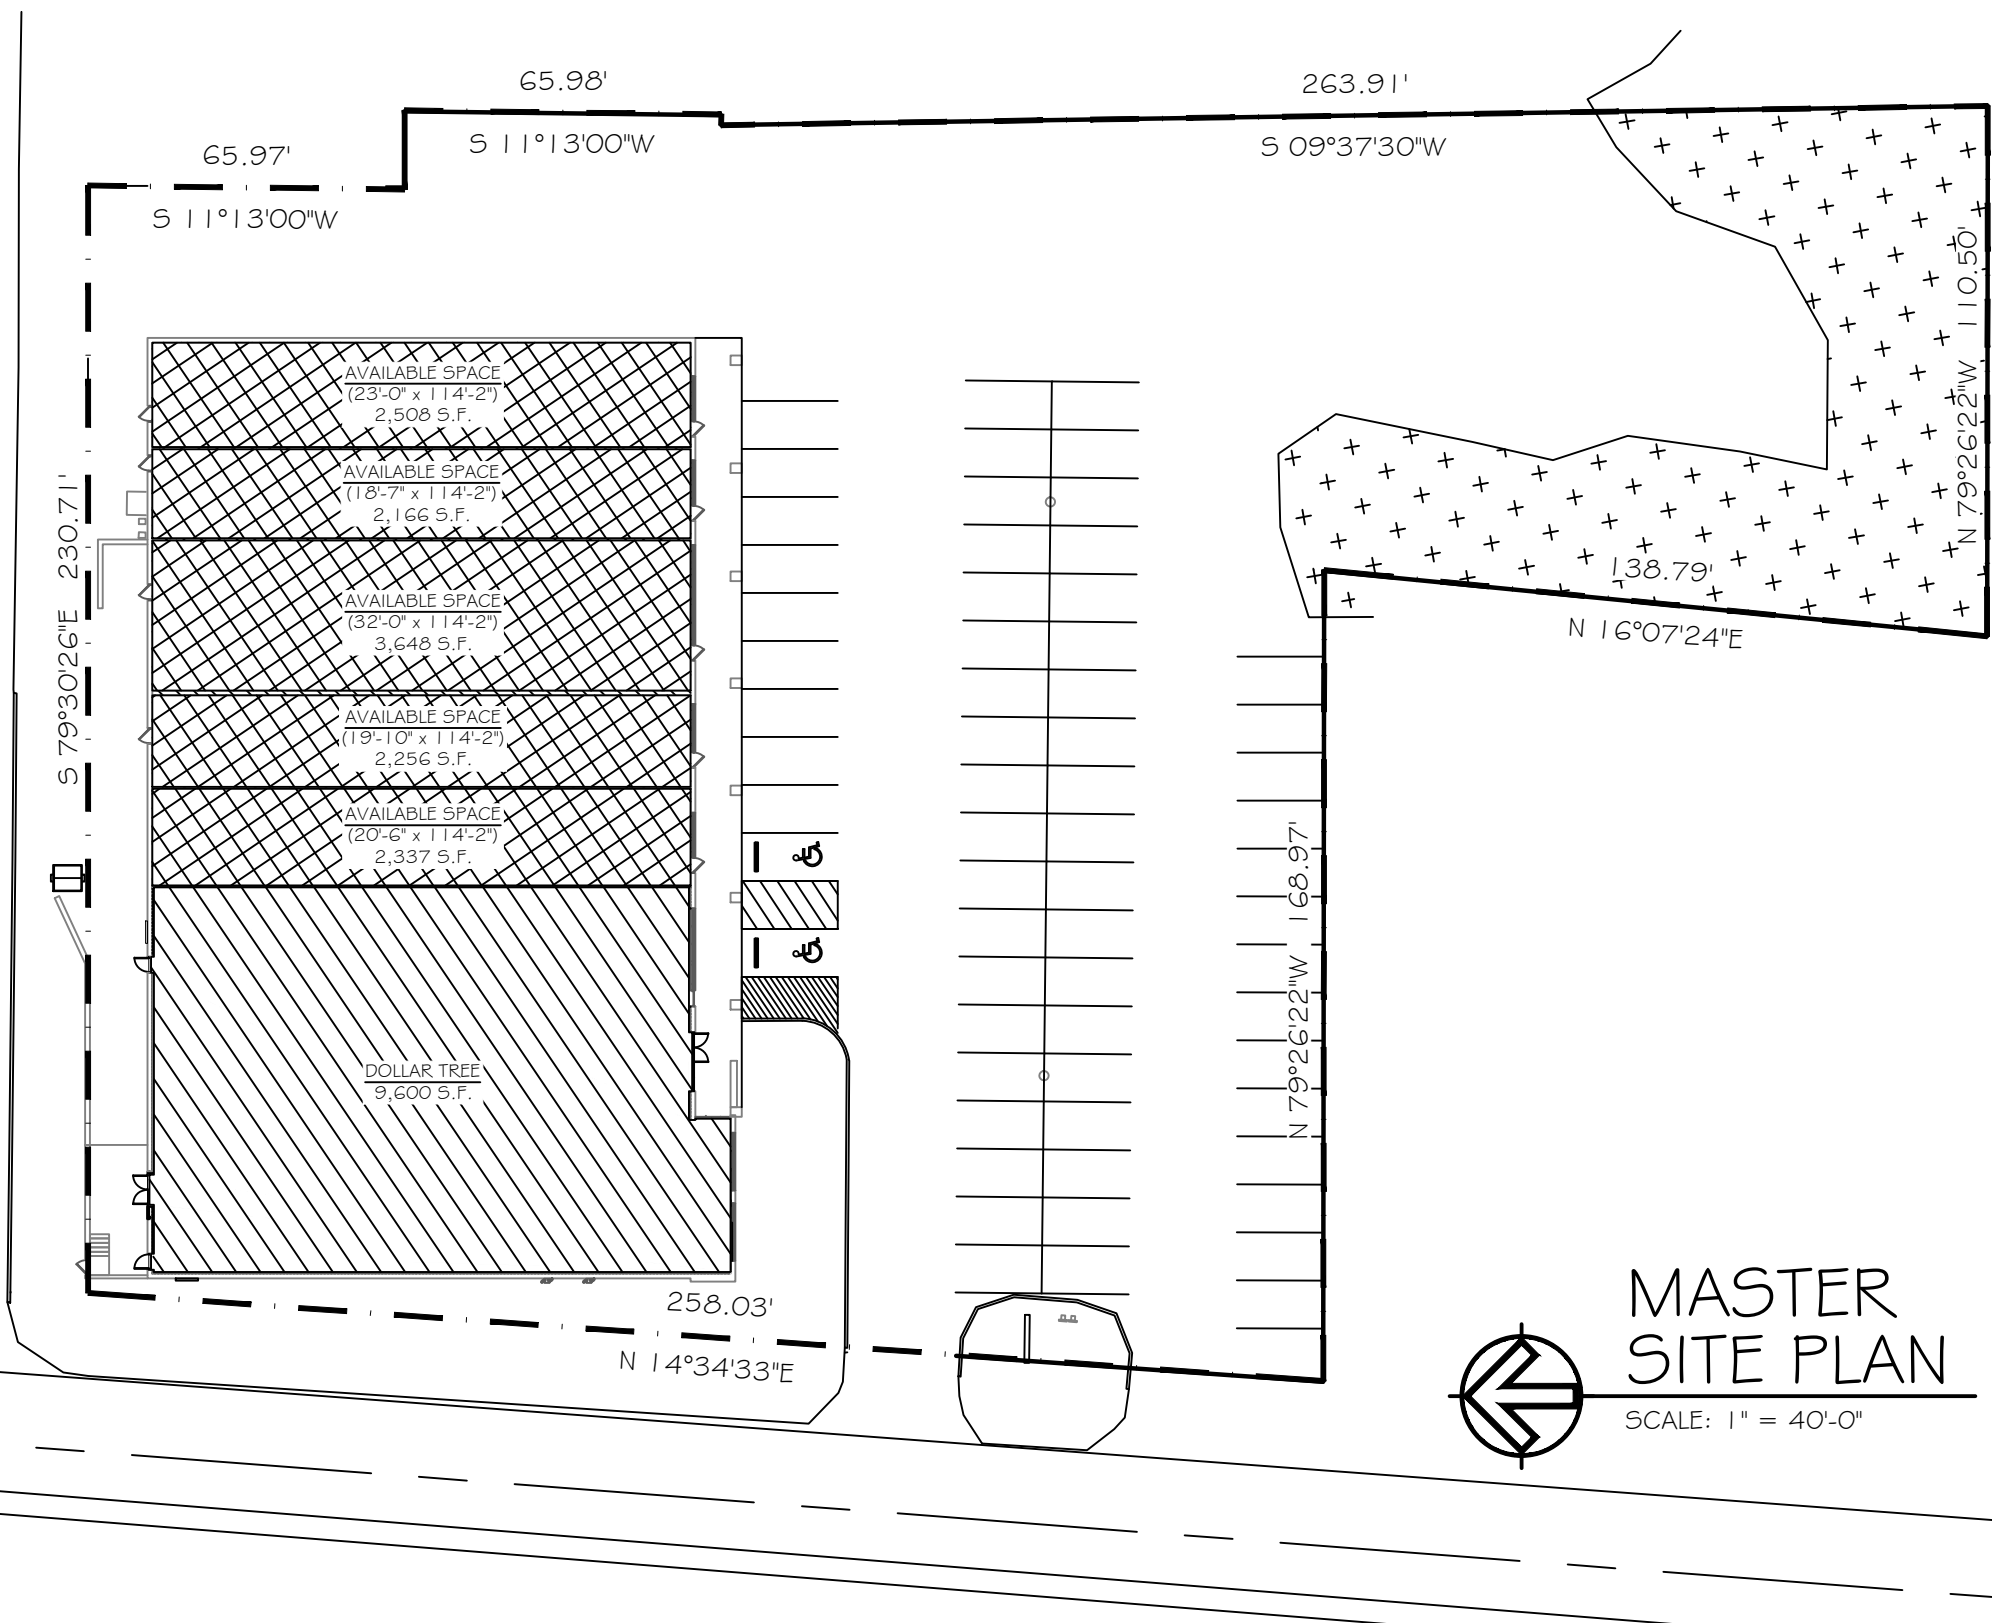 65.98'
263.91'
S 11°13'00"W
S 09°37'30"W
65.97'
S 11°13'00"W
N 79°26'22"W 110.50'
S 79°30'26"E 230.71'
AVAILABLE SPACE
(23'-0" x 114'-2")
2,508 S.F.
AVAILABLE SPACE
(18'-7" x 114'-2")
2,166 S.F.
AVAILABLE SPACE
(32'-0" x 114'-2")
3,648 S.F.
AVAILABLE SPACE
(19'-10" x 114'-2")
2,256 S.F.
AVAILABLE SPACE
(20'-6" x 114'-2")
2,337 S.F.
DOLLAR TREE
9,600 S.F.
138.79'
N 16°07'24"E
N 79°26'22"W 168.97'
258.03'
N 14°34'33"E
MASTER
SITE PLAN
SCALE: 1" = 40'-0"